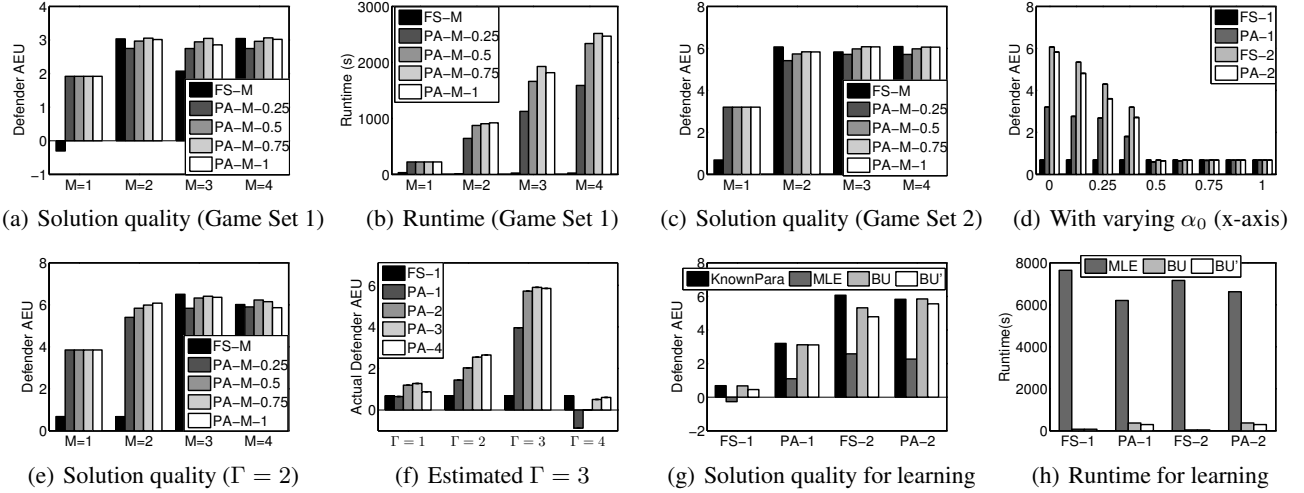 Defender AEU
4
3
2
1
0
−1
M=1 M=2 M=3 M=4
FS−M
PA−M−0.25
PA−M−0.5
PA−M−0.75
PA−M−1
(a) Solution quality (Game Set 1)
Runtime (s)
3000
2000
1000
0
M=1 M=2 M=3 M=4
FS−M
PA−M−0.25
PA−M−0.5
PA−M−0.75
PA−M−1
(b) Runtime (Game Set 1)
Defender AEU
8
6
4
2
0
M=1 M=2 M=3 M=4
FS−M
PA−M−0.25
PA−M−0.5
PA−M−0.75
PA−M−1
(c) Solution quality (Game Set 2)
Defender AEU
8
6
4
2
0
0 0.25 0.5 0.75 1
FS−1
PA−1
FS−2
PA−2
(d) With varying α₀ (x-axis)
Defender AEU
8
6
4
2
0
M=1 M=2 M=3 M=4
FS−M
PA−M−0.25
PA−M−0.5
PA−M−0.75
PA−M−1
(e) Solution quality (Γ = 2)
Actual Defender AEU
6
4
2
0
Γ = 1 Γ = 2 Γ = 3 Γ = 4
FS−1
PA−1
PA−2
PA−3
PA−4
(f) Estimated Γ = 3
Defender AEU
8
6
4
2
0
−2
FS−1 PA−1 FS−2 PA−2
KnownPara MLE BU BU'
(g) Solution quality for learning
Runtime(s)
8000
6000
4000
2000
0
FS−1 PA−1 FS−2 PA−2
MLE BU BU'
(h) Runtime for learning